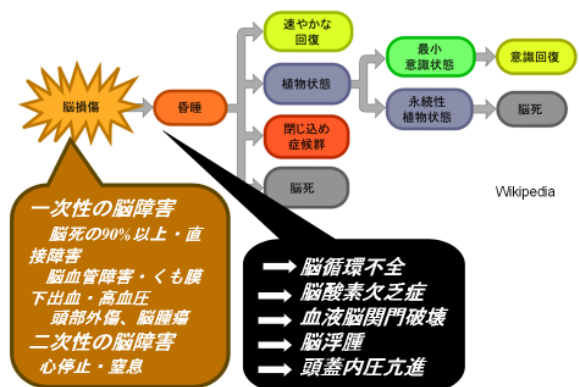 脳損傷
昏睡
速やかな
回復
植物状態
閉じ込め
症候群
脳死
最小
意識状態
意識回復
永続性
植物状態
脳死
Wikipedia
一次性の脳障害
脳死の90%以上・直
接障害
脳血管障害・くも膜
下出血・高血圧
頭部外傷、脳腫瘍
二次性の脳障害
心停止・窒息
脳循環不全
脳酸素欠乏症
血液脳関門破壊
脳浮腫
頭蓋内圧亢進